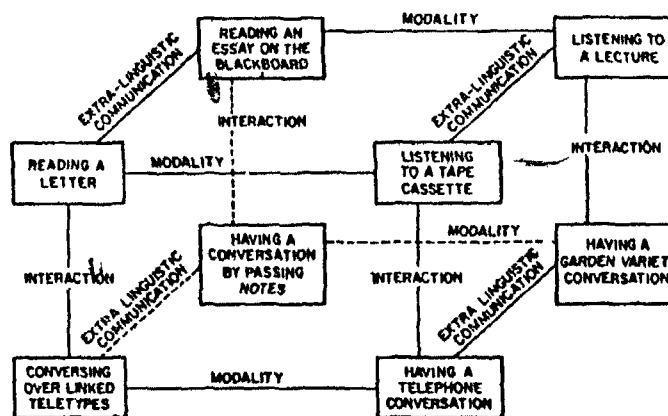 MODALITY
READING AN
ESSAY ON THE
BLACKBOARD
LISTENING TO
A LECTURE
EXTRA-LINGUISTIC
COMMUNICATION
EXTRA-LINGUISTIC
COMMUNICATION
INTERACTION
INTERACTION
READING A
LETTER
MODALITY
LISTENING
TO A TAPE
CASSETTE
MODALITY
HAVING A
CONVERSATION
BY PASSING
NOTES
HAVING A
GARDEN VARIET
CONVERSATION
INTERACTION
INTERACTION
EXTRA LINGUISTIC
COMMUNICATION
EXTRA LINGUISTIC
COMMUNICATION
CONVERSING
OVER LINKED
TELETYPES
MODALITY
HAVING A
TELEPHONE
CONVERSATION